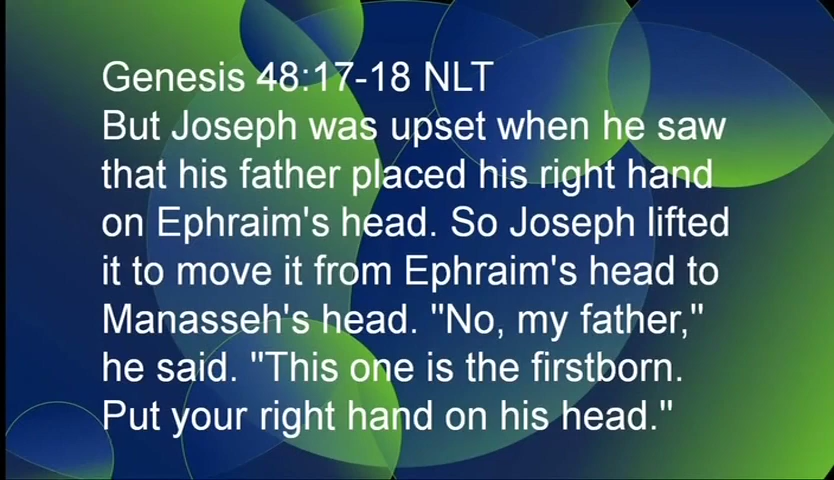 Genesis 48:17-18 NLT
But Joseph was upset when he saw
that his father placed his right hand
on Ephraim's head. So Joseph lifted
it to move it from Ephraim's head to
Manasseh's head. "No, my father,"
he said. "This one is the firstborn.
Put your right hand on his head."